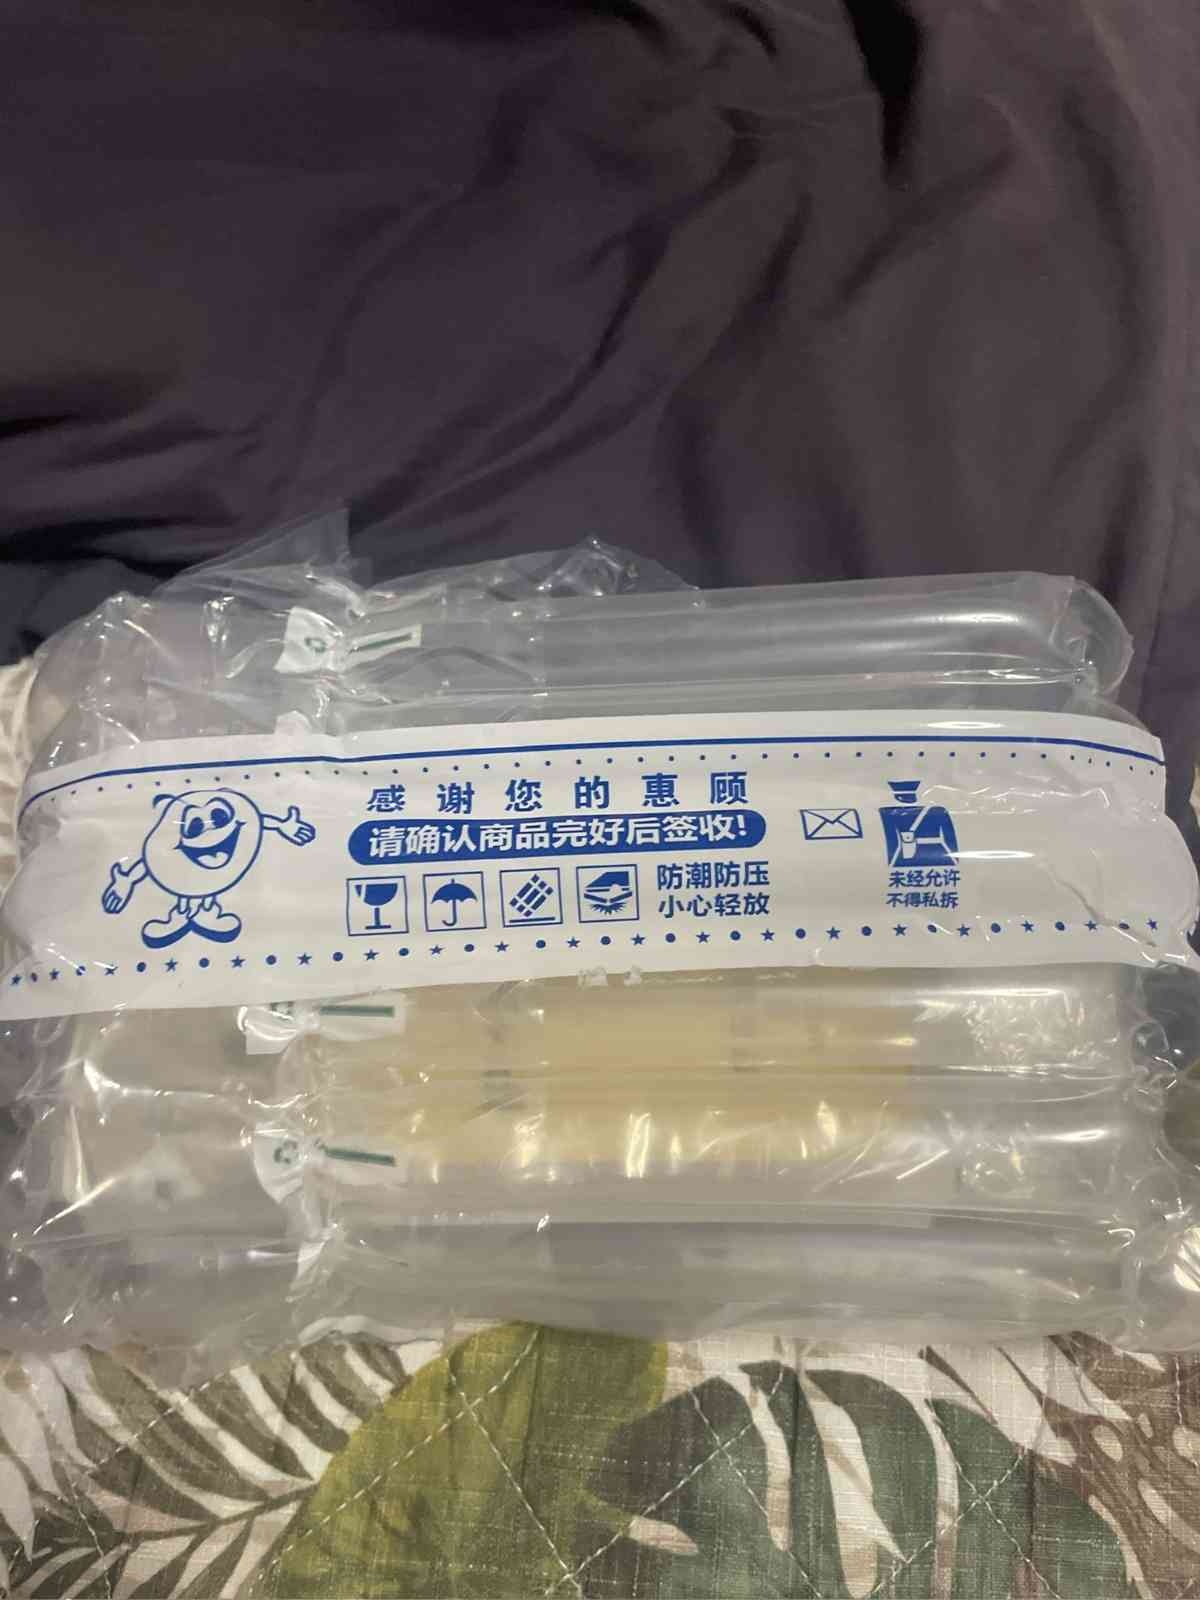 感谢您的惠顾
请确认商品完好后签收!
防潮防压
小心轻放
未经允许
不得私拆